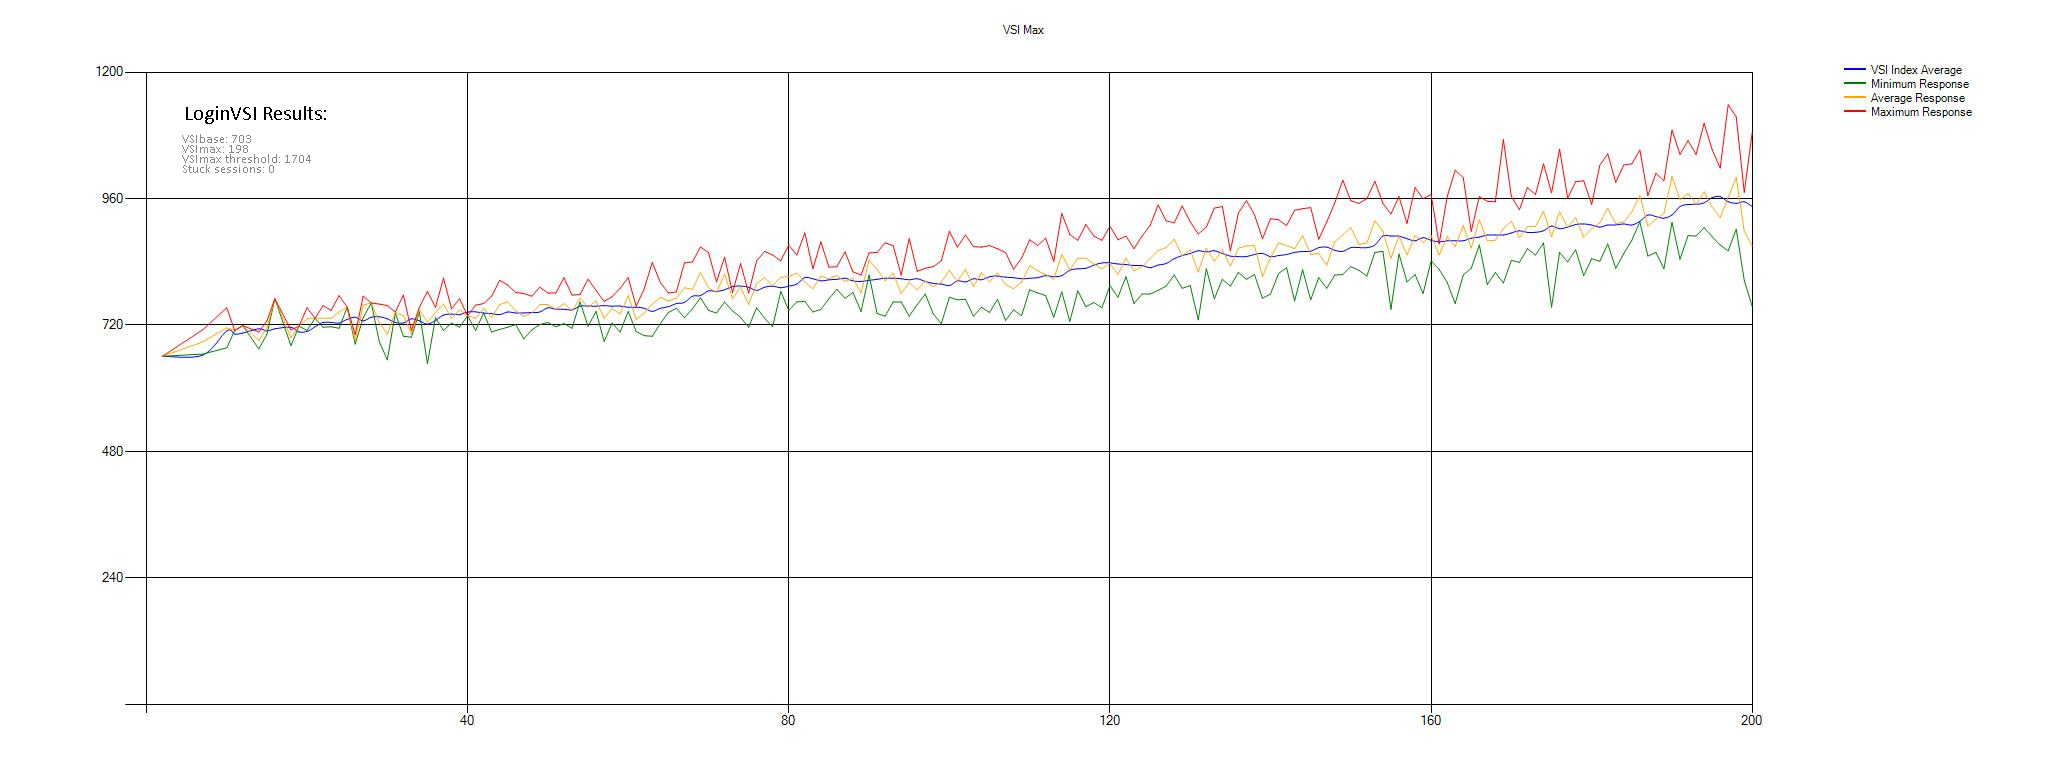 VSI Max
1200
960
720
480
240
LoginVSI Results:
VSIbase: 703
VSImax: 198
VSImax threshold: 1704
Stuck sessions: 0
VSI Index Average
Minimum Response
Average Response
Maximum Response
40 80 120 160 200